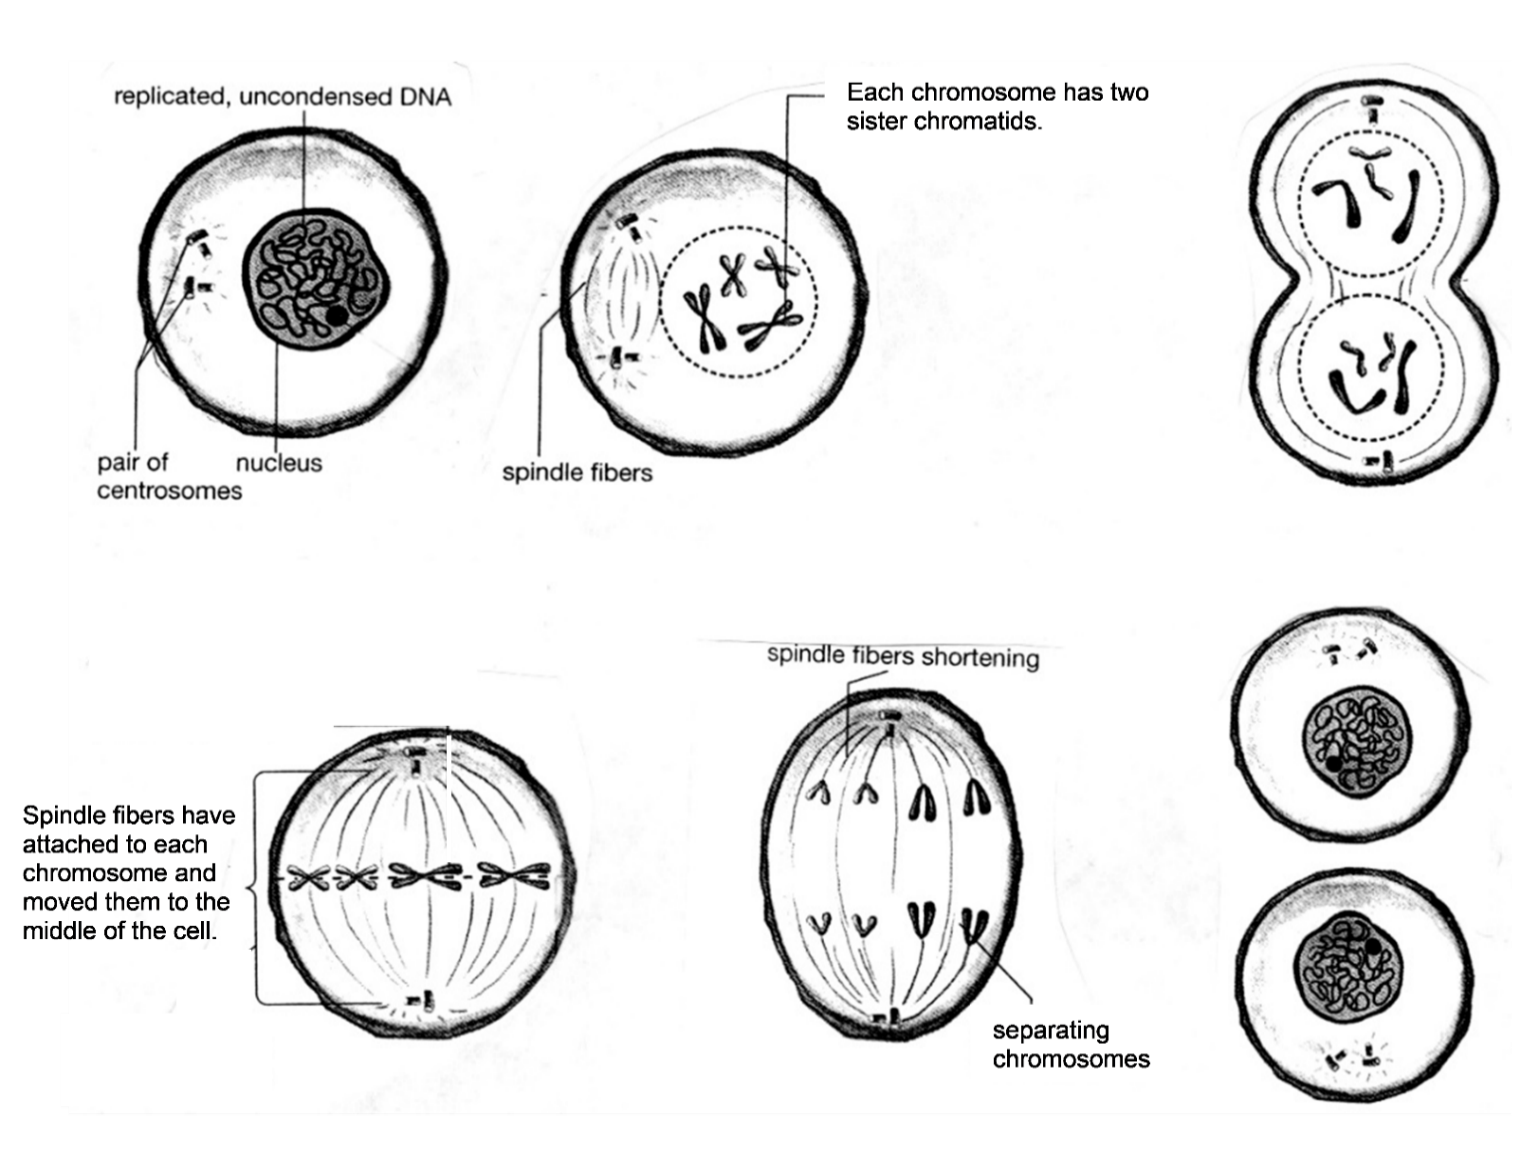 replicated, uncondensed DNA
Each chromosome has two
sister chromatids.
pair of
centrosomes
nucleus
spindle fibers
spindle fibers shortening
Spindle fibers have
attached to each
chromosome and
moved them to the
middle of the cell.
separating
chromosomes